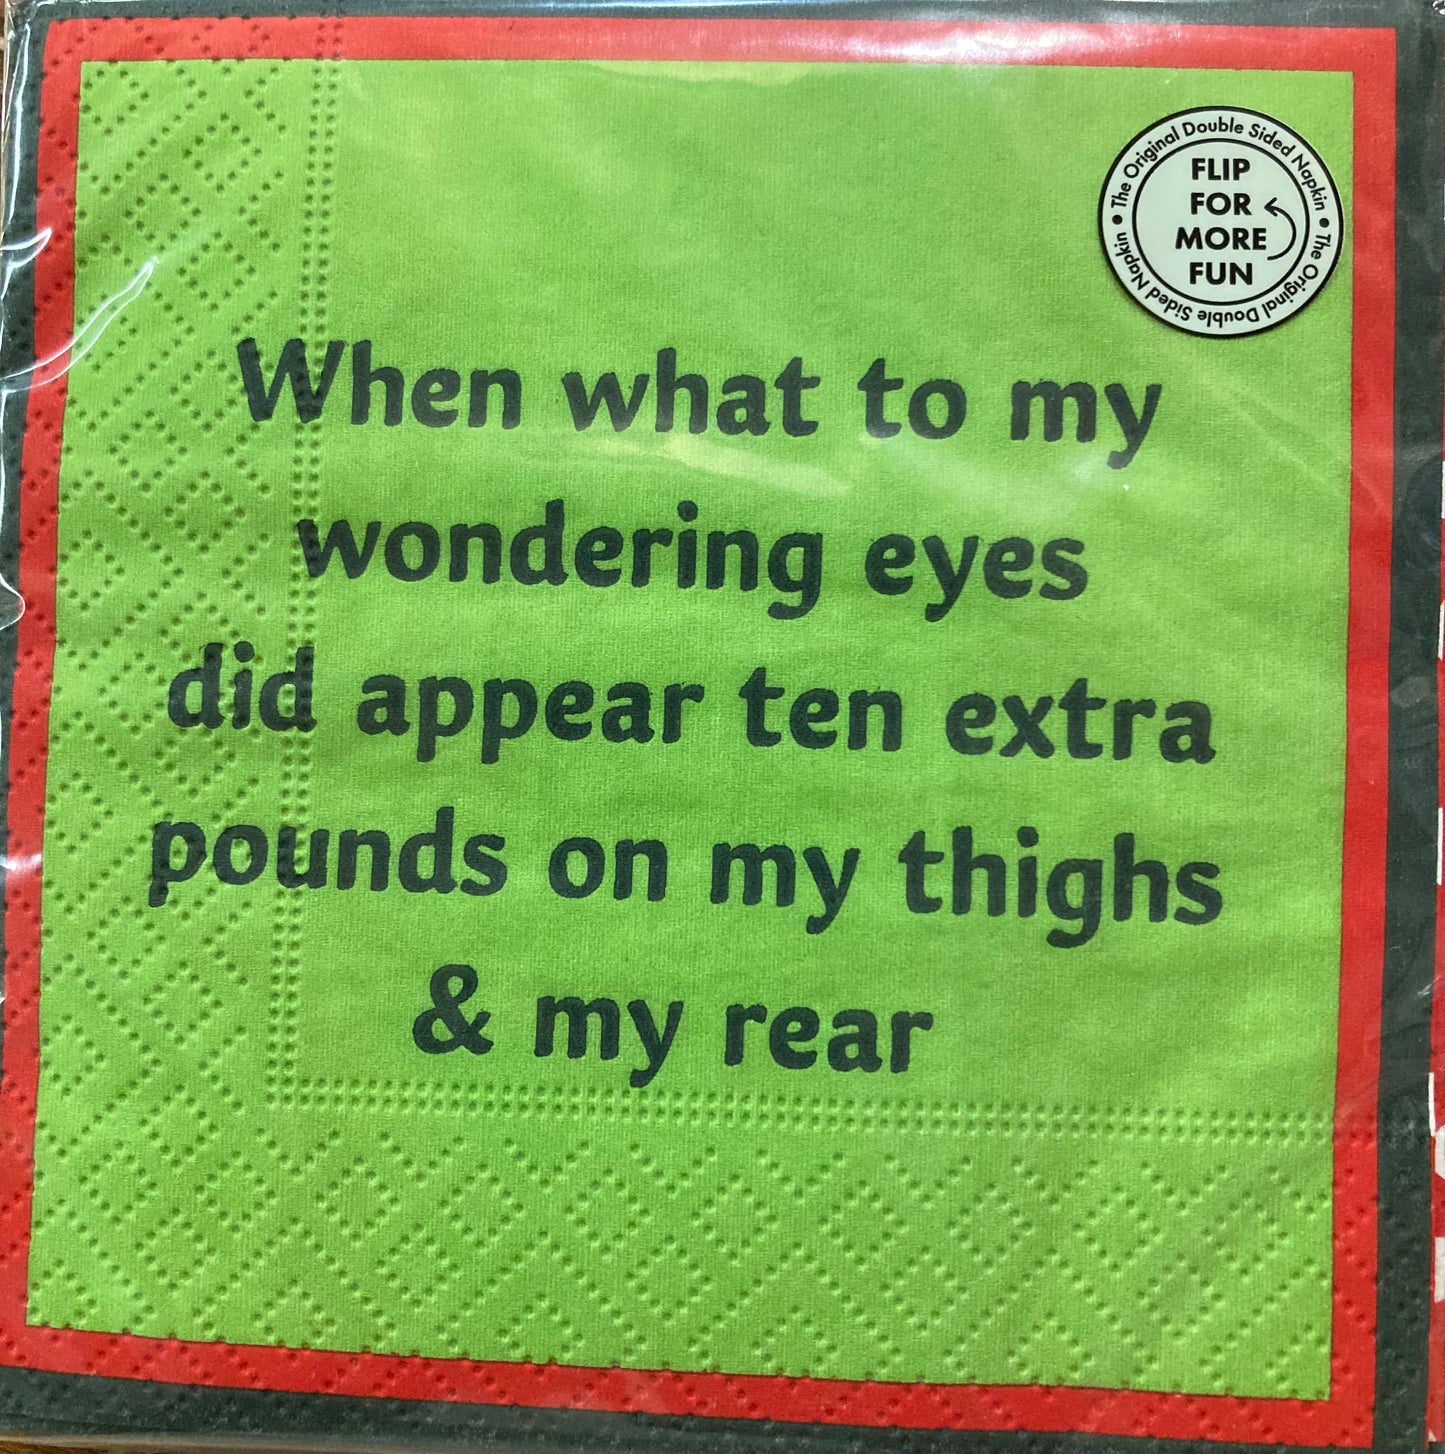 The Original Double Sided Napkin • The Original Double Sided Napkin •
FLIP
FOR
MORE
FUN
When what to my
wondering eyes
did appear ten extra
pounds on my thighs
& my rear